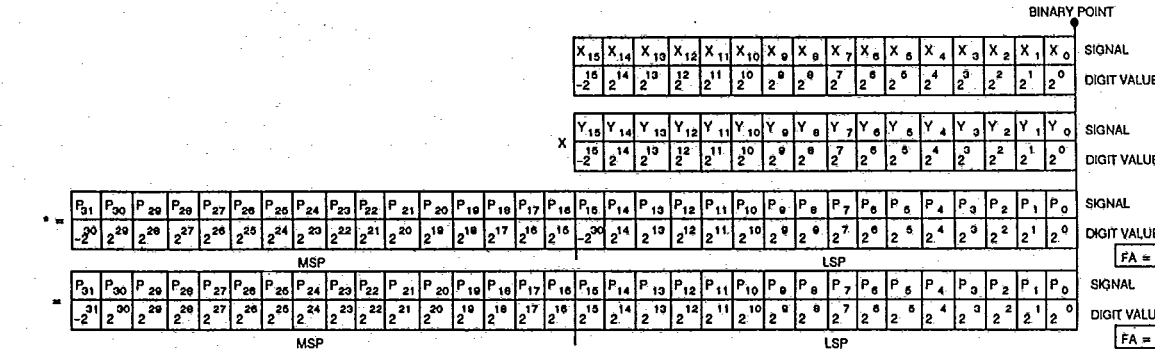 BINARY POINT
X15 X14 X13 X12 X11 X10 X9 X8 X7 X6 X5 X4 X3 X2 X1 X0 SIGNAL
-2^15 2^14 2^13 2^12 2^11 2^10 2^9 2^8 2^7 2^6 2^5 2^4 2^3 2^2 2^1 2^0 DIGIT VALUE
Y15 Y14 Y13 Y12 Y11 Y10 Y9 Y8 Y7 Y6 Y5 Y4 Y3 Y2 Y1 Y0 SIGNAL
X -2^15 2^14 2^13 2^12 2^11 2^10 2^9 2^8 2^7 2^6 2^5 2^4 2^3 2^2 2^1 2^0 DIGIT VALUE
* = P31 P30 P29 P28 P27 P26 P25 P24 P23 P22 P21 P20 P19 P18 P17 P16 P15 P14 P13 P12 P11 P10 P9 P8 P7 P6 P5 P4 P3 P2 P1 P0 SIGNAL
-2^30 2^29 2^28 2^27 2^26 2^25 2^24 2^23 2^22 2^21 2^20 2^19 2^18 2^17 2^16 2^15 -2^30 2^14 2^13 2^12 2^11 2^10 2^9 2^8 2^7 2^6 2^5 2^4 2^3 2^2 2^1 2^0 DIGIT VALUE
MSP LSP FA =
= P31 P30 P29 P28 P27 P26 P25 P24 P23 P22 P21 P20 P19 P18 P17 P16 P15 P14 P13 P12 P11 P10 P9 P8 P7 P6 P5 P4 P3 P2 P1 P0 SIGNAL
-2^31 2^30 2^29 2^28 2^27 2^26 2^25 2^24 2^23 2^22 2^21 2^20 2^19 2^18 2^17 2^16 2^15 2^14 2^13 2^12 2^11 2^10 2^9 2^8 2^7 2^6 2^5 2^4 2^3 2^2 2^1 2^0 DIGIT VALU
MSP LSP FA =